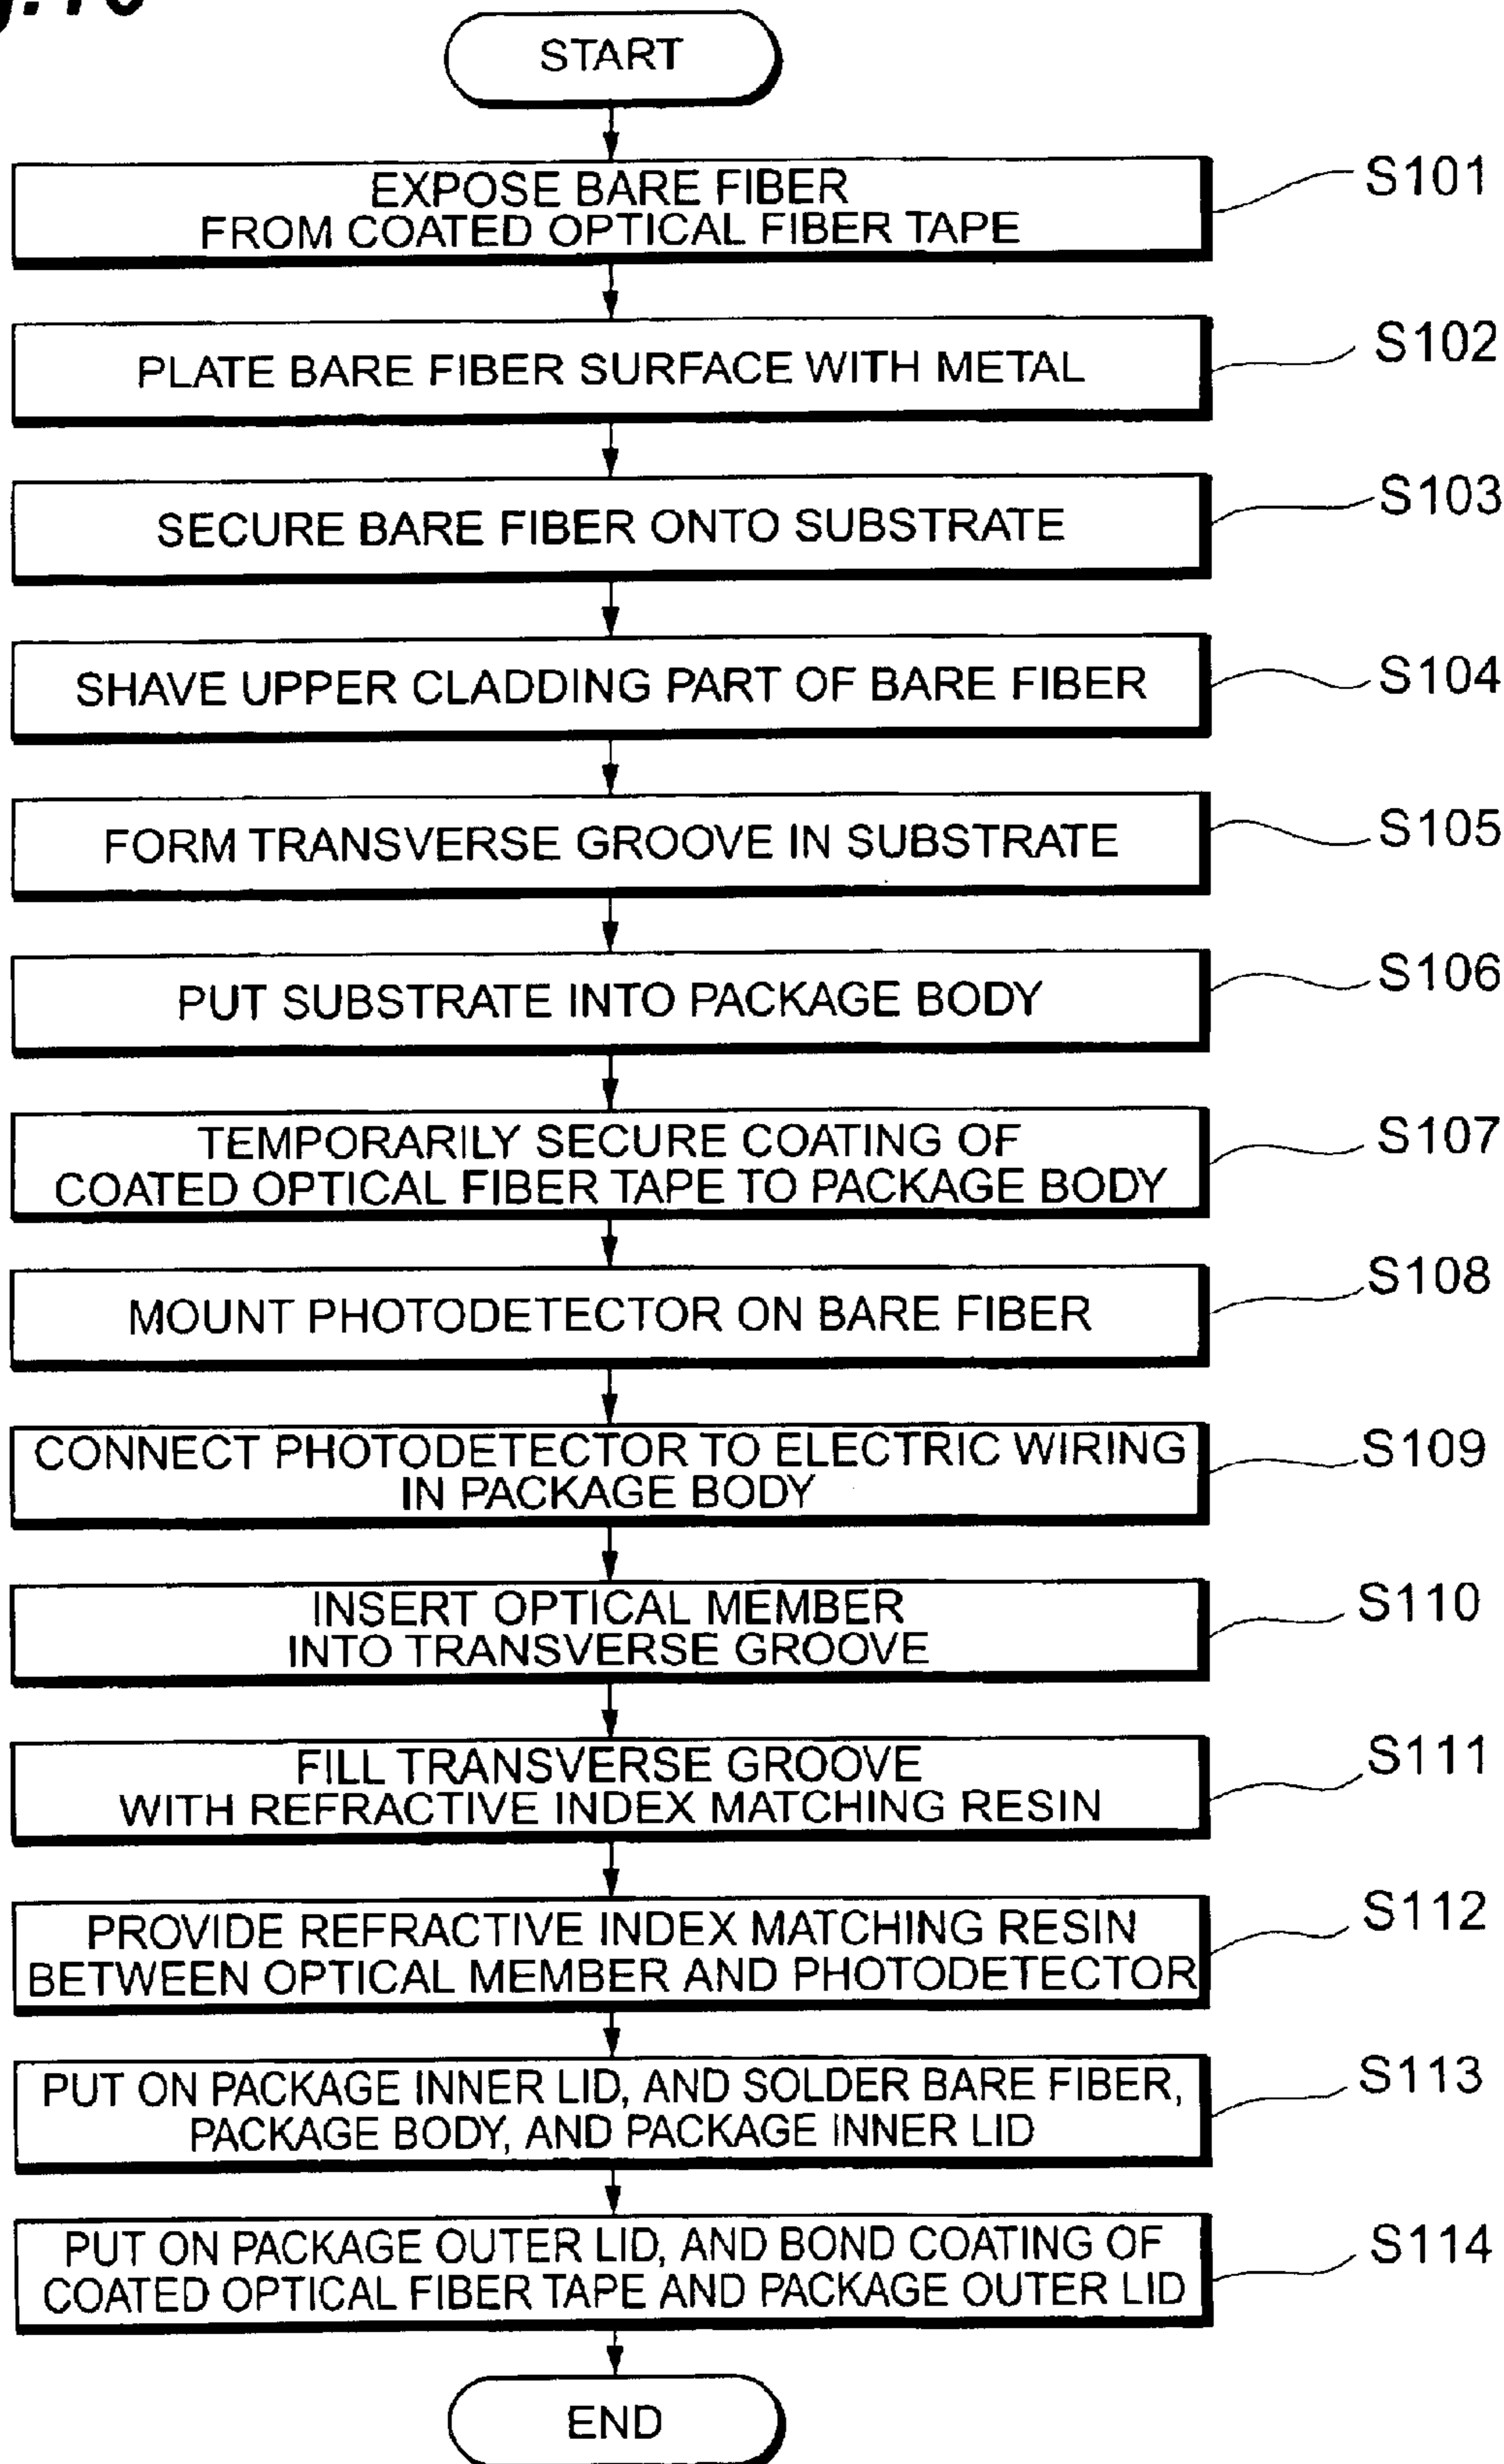 START
EXPOSE BARE FIBER
FROM COATED OPTICAL FIBER TAPE
S101
PLATE BARE FIBER SURFACE WITH METAL
S102
SECURE BARE FIBER ONTO SUBSTRATE
S103
SHAVE UPPER CLADDING PART OF BARE FIBER
S104
FORM TRANSVERSE GROOVE IN SUBSTRATE
S105
PUT SUBSTRATE INTO PACKAGE BODY
S106
TEMPORARILY SECURE COATING OF
COATED OPTICAL FIBER TAPE TO PACKAGE BODY
S107
MOUNT PHOTODETECTOR ON BARE FIBER
S108
CONNECT PHOTODETECTOR TO ELECTRIC WIRING
IN PACKAGE BODY
S109
INSERT OPTICAL MEMBER
INTO TRANSVERSE GROOVE
S110
FILL TRANSVERSE GROOVE
WITH REFRACTIVE INDEX MATCHING RESIN
S111
PROVIDE REFRACTIVE INDEX MATCHING RESIN
BETWEEN OPTICAL MEMBER AND PHOTODETECTOR
S112
PUT ON PACKAGE INNER LID, AND SOLDER BARE FIBER,
PACKAGE BODY, AND PACKAGE INNER LID
S113
PUT ON PACKAGE OUTER LID, AND BOND COATING OF
COATED OPTICAL FIBER TAPE AND PACKAGE OUTER LID
S114
END